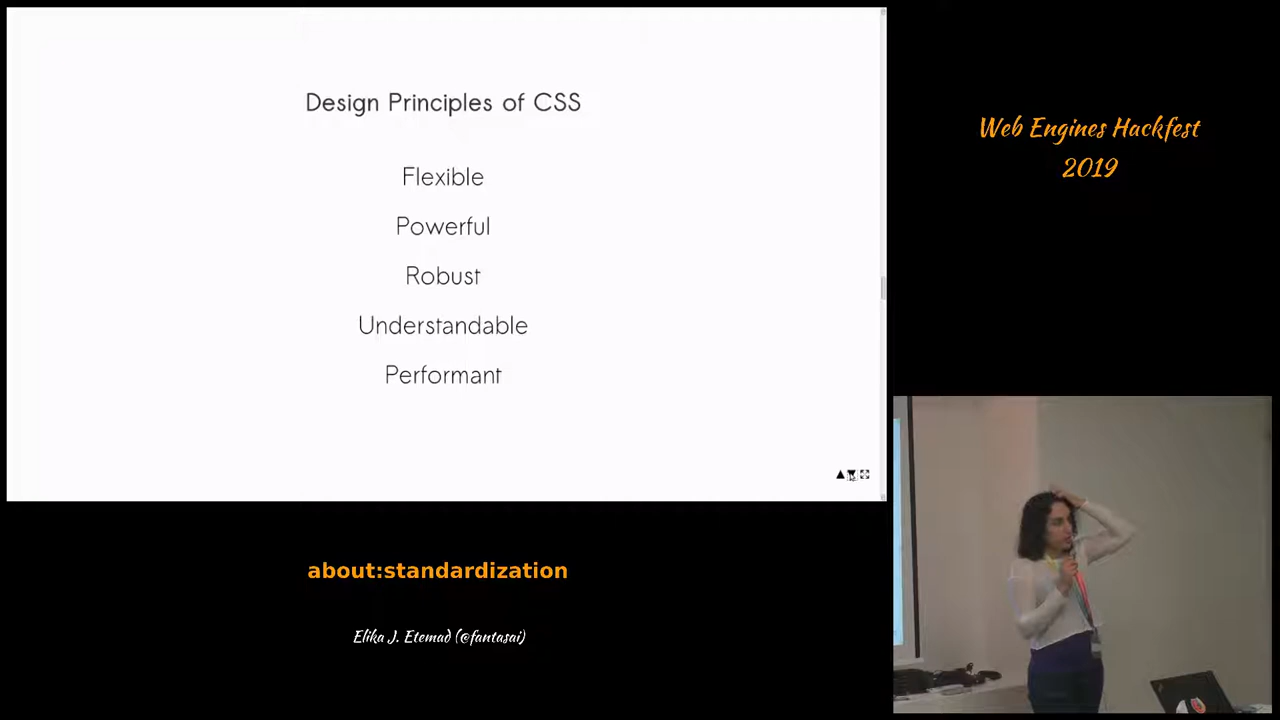 Design Principles of CSS
Flexible
Powerful
Robust
Understandable
Performant
Web Engines Hackfest
2019
about:standardization
Elika J. Etemad (@fantasai)